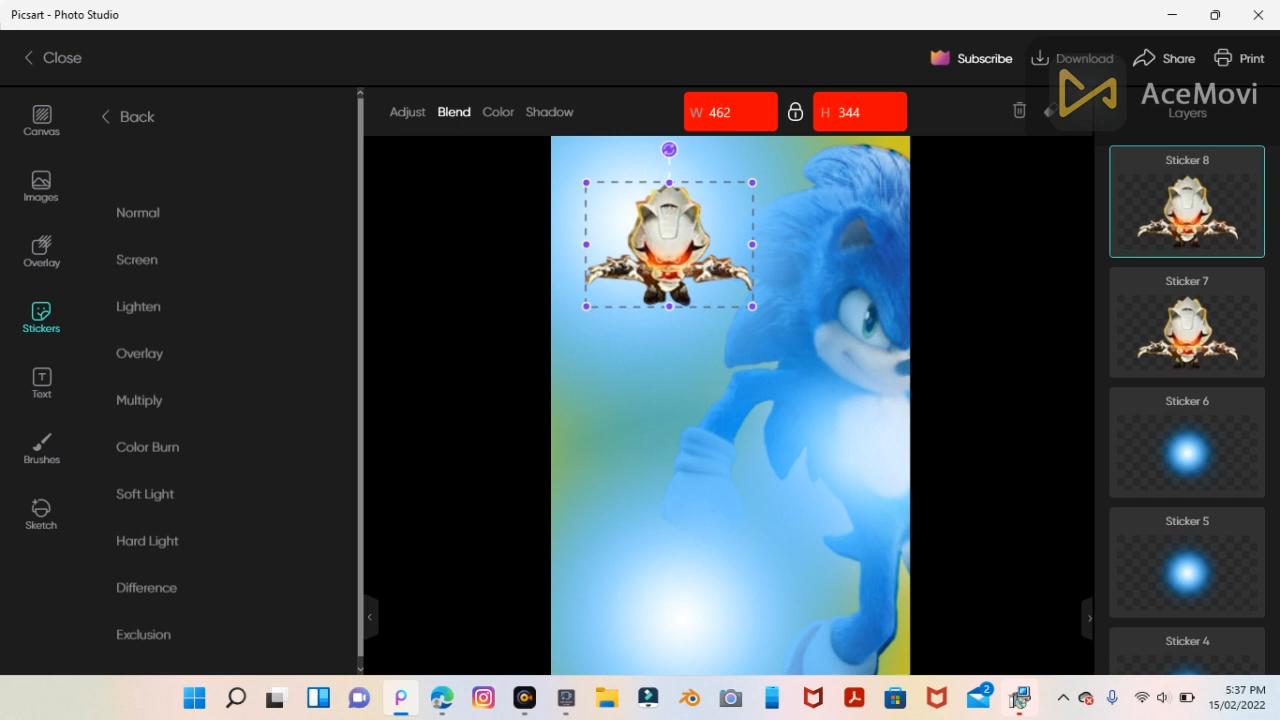 Picsart - Photo Studio
Close
Subscribe
Download
Share
Print
AceMovi
Canvas
Images
Overlay
Stickers
Text
Brushes
Sketch
Back
Normal
Screen
Lighten
Overlay
Multiply
Color Burn
Soft Light
Hard Light
Difference
Exclusion
Adjust Blend Color Shadow
W 462
H 344
Layers
Sticker 8
Sticker 7
Sticker 6
Sticker 5
Sticker 4
2
5:37 PM
15/02/2022